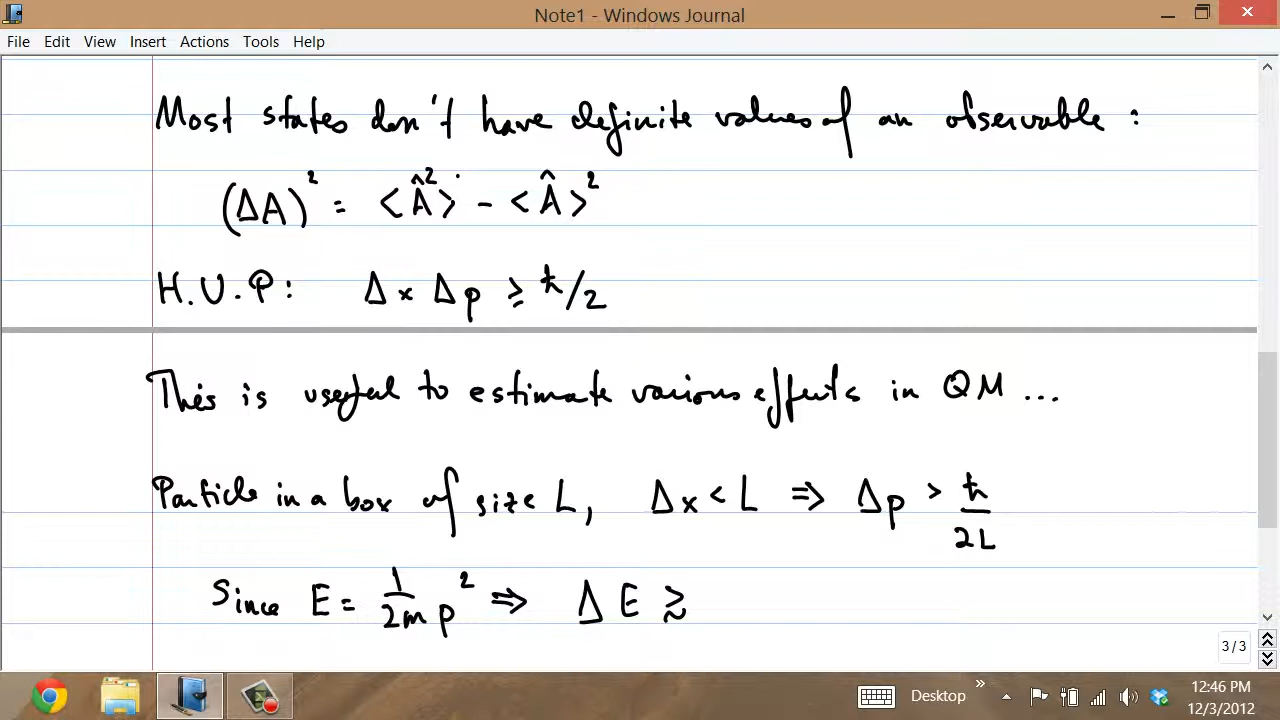 Note1 - Windows Journal
File Edit View Insert Actions Tools Help
Most states don't have definite values of an observable :
(ΔA)² = <Â²> - <Â>²
H.U.P: Δx Δp ≥ ħ/2
This is useful to estimate various effects in QM ...
Particle in a box of size L, Δx < L ⇒ Δp > ħ/2L
Since E = 1/2m p² ⇒ ΔE ≳
3 / 3
Desktop
12:46 PM
12/3/2012